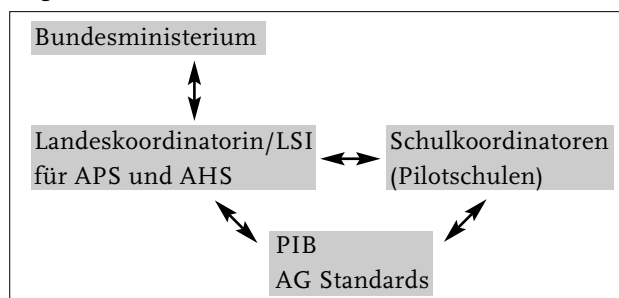 Bundesministerium
Landeskoordinatorin/LSI
für APS und AHS
Schulkoordinatoren
(Pilotschulen)
PIB
AG Standards